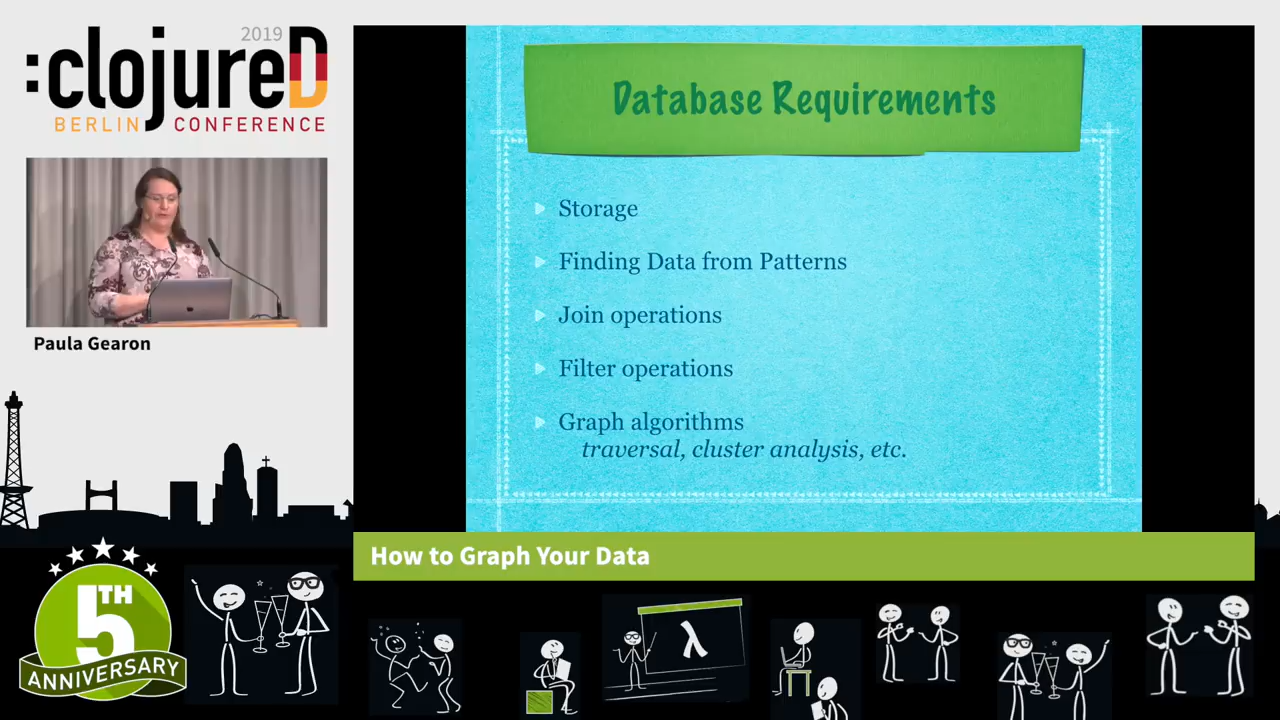 2019
:clojureD
BERLIN CONFERENCE
Paula Gearon
Database Requirements
Storage
Finding Data from Patterns
Join operations
Filter operations
Graph algorithms
traversal, cluster analysis, etc.
How to Graph Your Data
5TH
ANNIVERSARY
λ